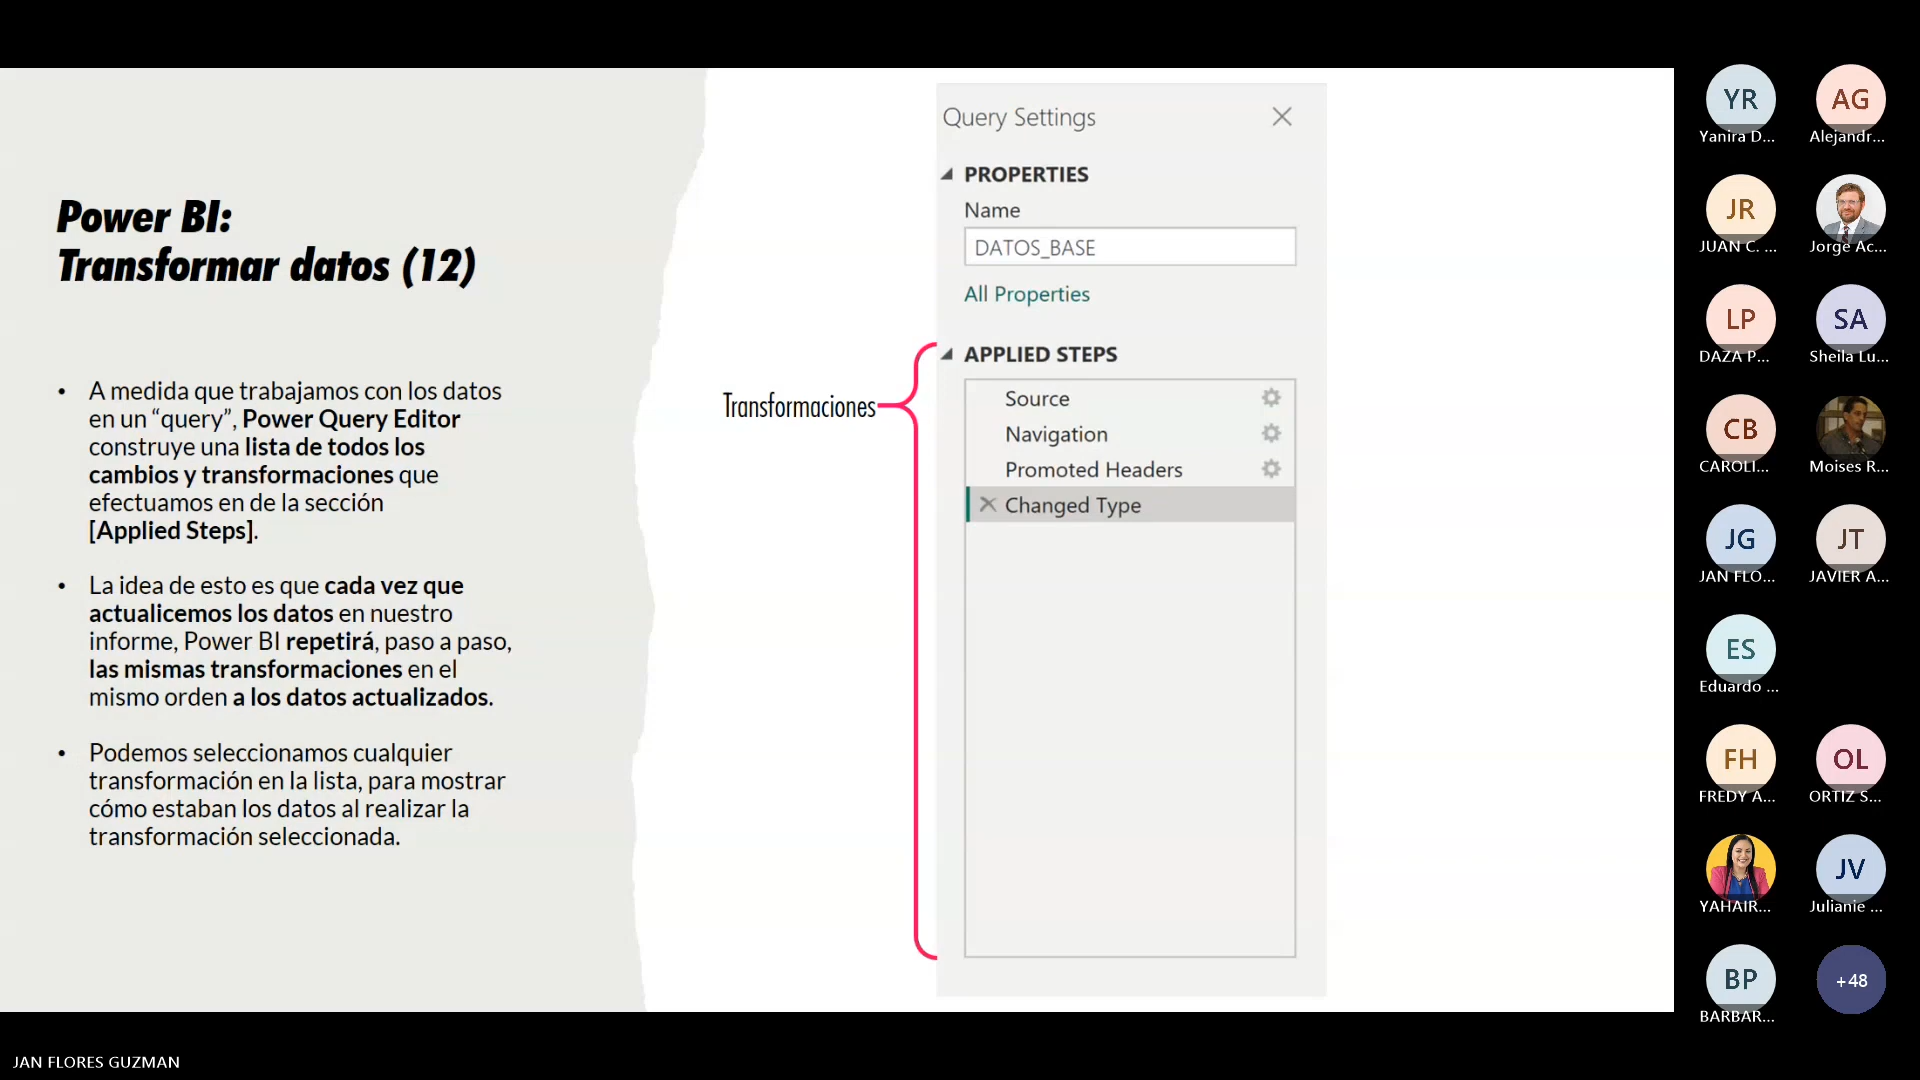 Power BI:
Transformar datos (12)
• A medida que trabajamos con los datos
en un “query”, Power Query Editor
construye una lista de todos los
cambios y transformaciones que
efectuamos en de la sección
[Applied Steps].
• La idea de esto es que cada vez que
actualicemos los datos en nuestro
informe, Power BI repetirá, paso a paso,
las mismas transformaciones en el
mismo orden a los datos actualizados.
• Podemos seleccionamos cualquier
transformación en la lista, para mostrar
cómo estaban los datos al realizar la
transformación seleccionada.
Transformaciones
Query Settings
PROPERTIES
Name
DATOS_BASE
All Properties
APPLIED STEPS
Source
Navigation
Promoted Headers
Changed Type
YR
Yanira D...
AG
Alejandr...
JR
JUAN C. ...
Jorge Ac...
LP
DAZA P...
SA
Sheila Lu...
CB
CAROLI...
Moises R...
JG
JAN FLO...
JT
JAVIER A...
ES
Eduardo ...
FH
FREDY A...
OL
ORTIZ S...
YAHAIR...
JV
Julianie ...
BP
BARBAR...
+48
JAN FLORES GUZMAN